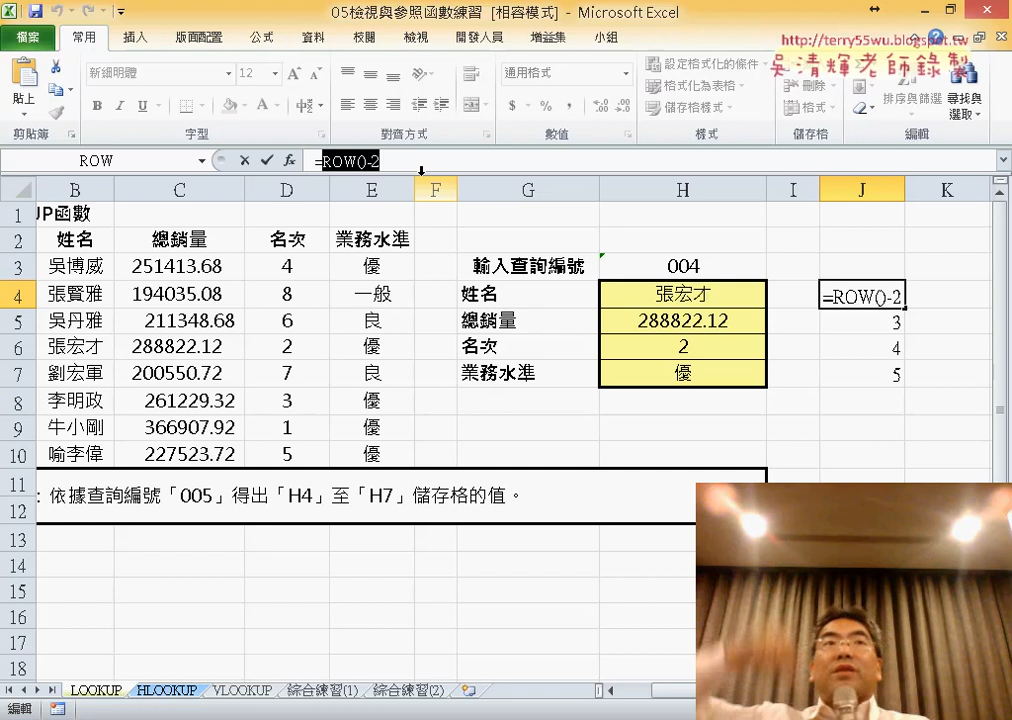 05檢視與參照函數練習 [相容模式] - Microsoft Excel
檔案 常用 插入 版面配置 公式 資料 校閱 檢視 開發人員 增益集 小組
http://terry55wu.blogspot.tw
吳清輝老師錄製
貼上 新細明體 12 通用格式 設定格式化的條件 格式化為表格 儲存格樣式 刪除 格式 排序與篩選 尋找與選取
剪貼簿 字型 對齊方式 數值 樣式 儲存格 編輯
ROW =ROW()-2
B C D E F G H I J K
1 UP函數
2 姓名 總銷量 名次 業務水準
3 吳博威 251413.68 4 優 輸入查詢編號 004
4 張賢雅 194035.08 8 一般 姓名 張宏才 =ROW()-2
5 吳丹雅 211348.68 6 良 總銷量 288822.12 3
6 張宏才 288822.12 2 優 名次 2 4
7 劉宏軍 200550.72 7 良 業務水準 優 5
8 李明政 261229.32 3 優
9 牛小剛 366907.92 1 優
10 喻李偉 227523.72 5 優
11 : 依據查詢編號「005」得出「H4」至「H7」儲存格的值。
12
13
14
15
16
17
18
LOOKUP HLOOKUP VLOOKUP 綜合練習(1) 綜合練習(2)
編輯